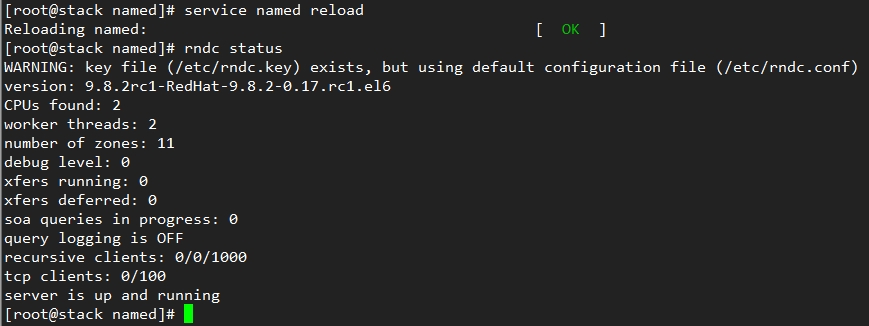 [root@stack named]# service named reload
Reloading named:                                           [  OK  ]
[root@stack named]# rndc status
WARNING: key file (/etc/rndc.key) exists, but using default configuration file (/etc/rndc.conf)
version: 9.8.2rc1-RedHat-9.8.2-0.17.rc1.el6
CPUs found: 2
worker threads: 2
number of zones: 11
debug level: 0
xfers running: 0
xfers deferred: 0
soa queries in progress: 0
query logging is OFF
recursive clients: 0/0/1000
tcp clients: 0/100
server is up and running
[root@stack named]#